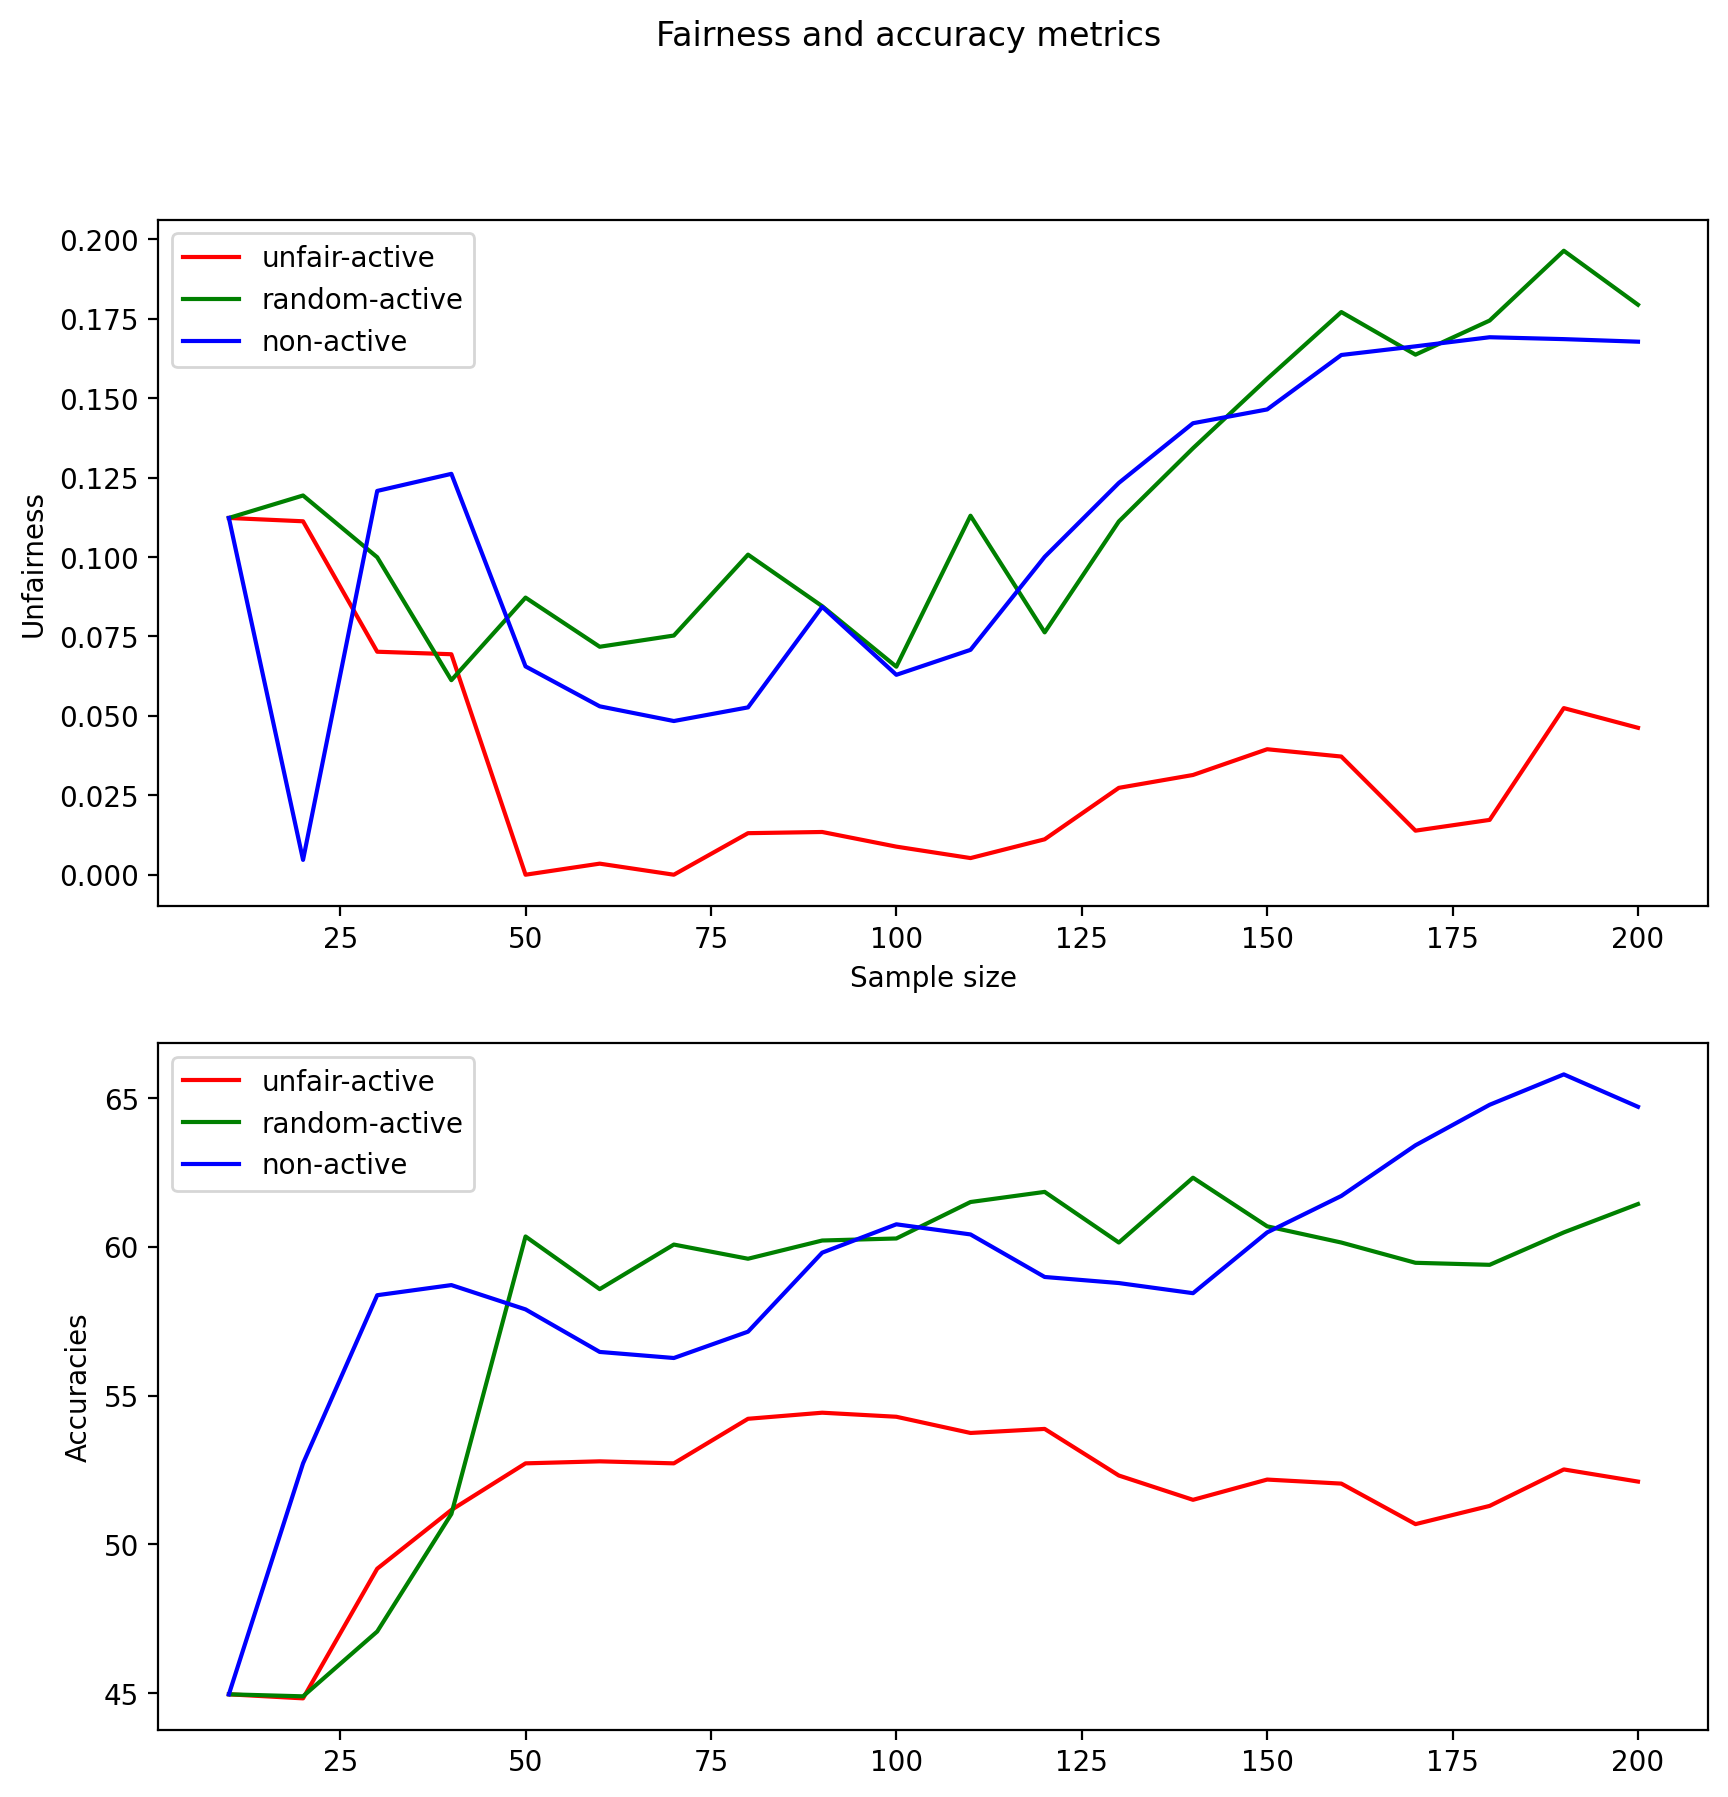 Fairness and accuracy metrics
0.200
0.175
0.150
0.125
0.100
0.075
0.050
0.025
0.000
Unfairness
unfair-active
random-active
non-active
25 50 75 100 125 150 175 200
Sample size
65
60
55
50
45
Accuracies
unfair-active
random-active
non-active
25 50 75 100 125 150 175 200